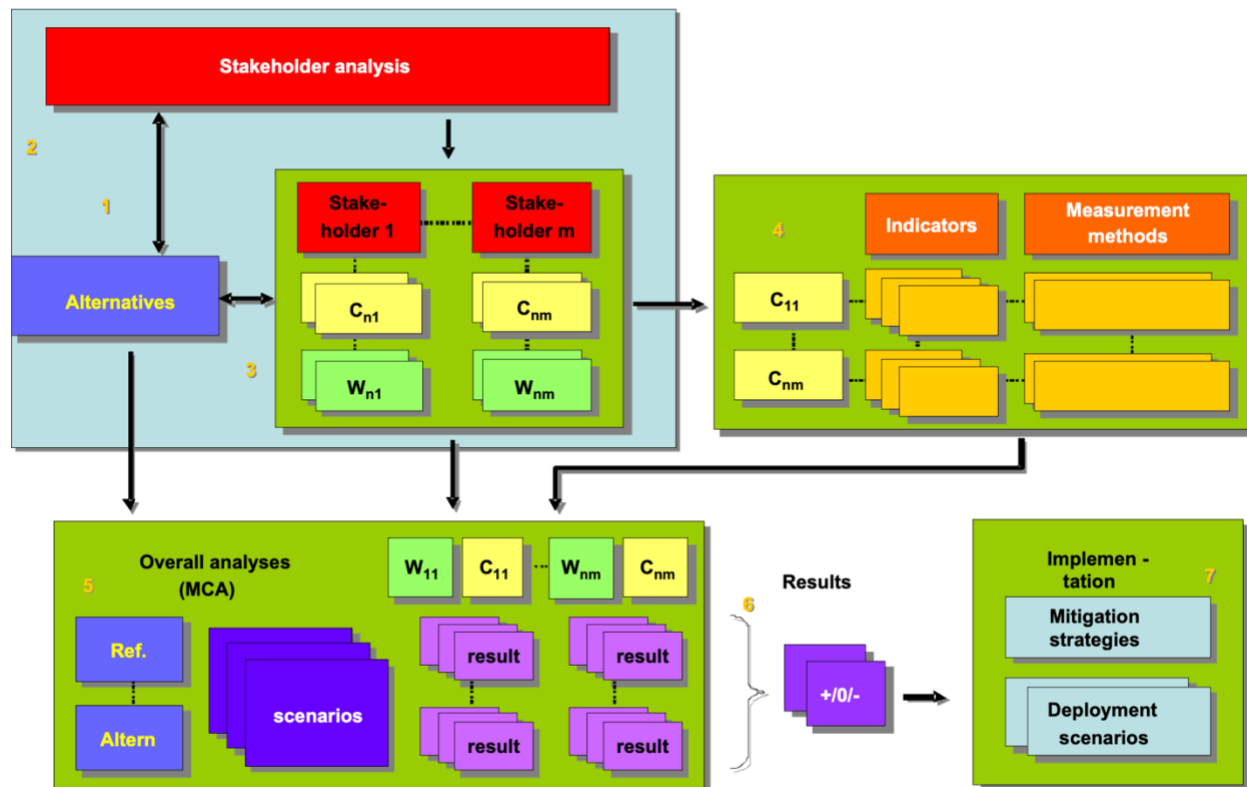 Stakeholder analysis
2
1
Stake-
holder 1
Stake-
holder m
Alternatives
Cn1
Cnm
3
Wn1
Wnm
4
Indicators
Measurement
methods
C11
Cnm
5
Overall analyses
(MCA)
W11
C11
Wnm
Cnm
Ref.
Altern
scenarios
result
result
result
result
6
Results
+/0/-
Implemen -
tation
7
Mitigation
strategies
Deployment
scenarios